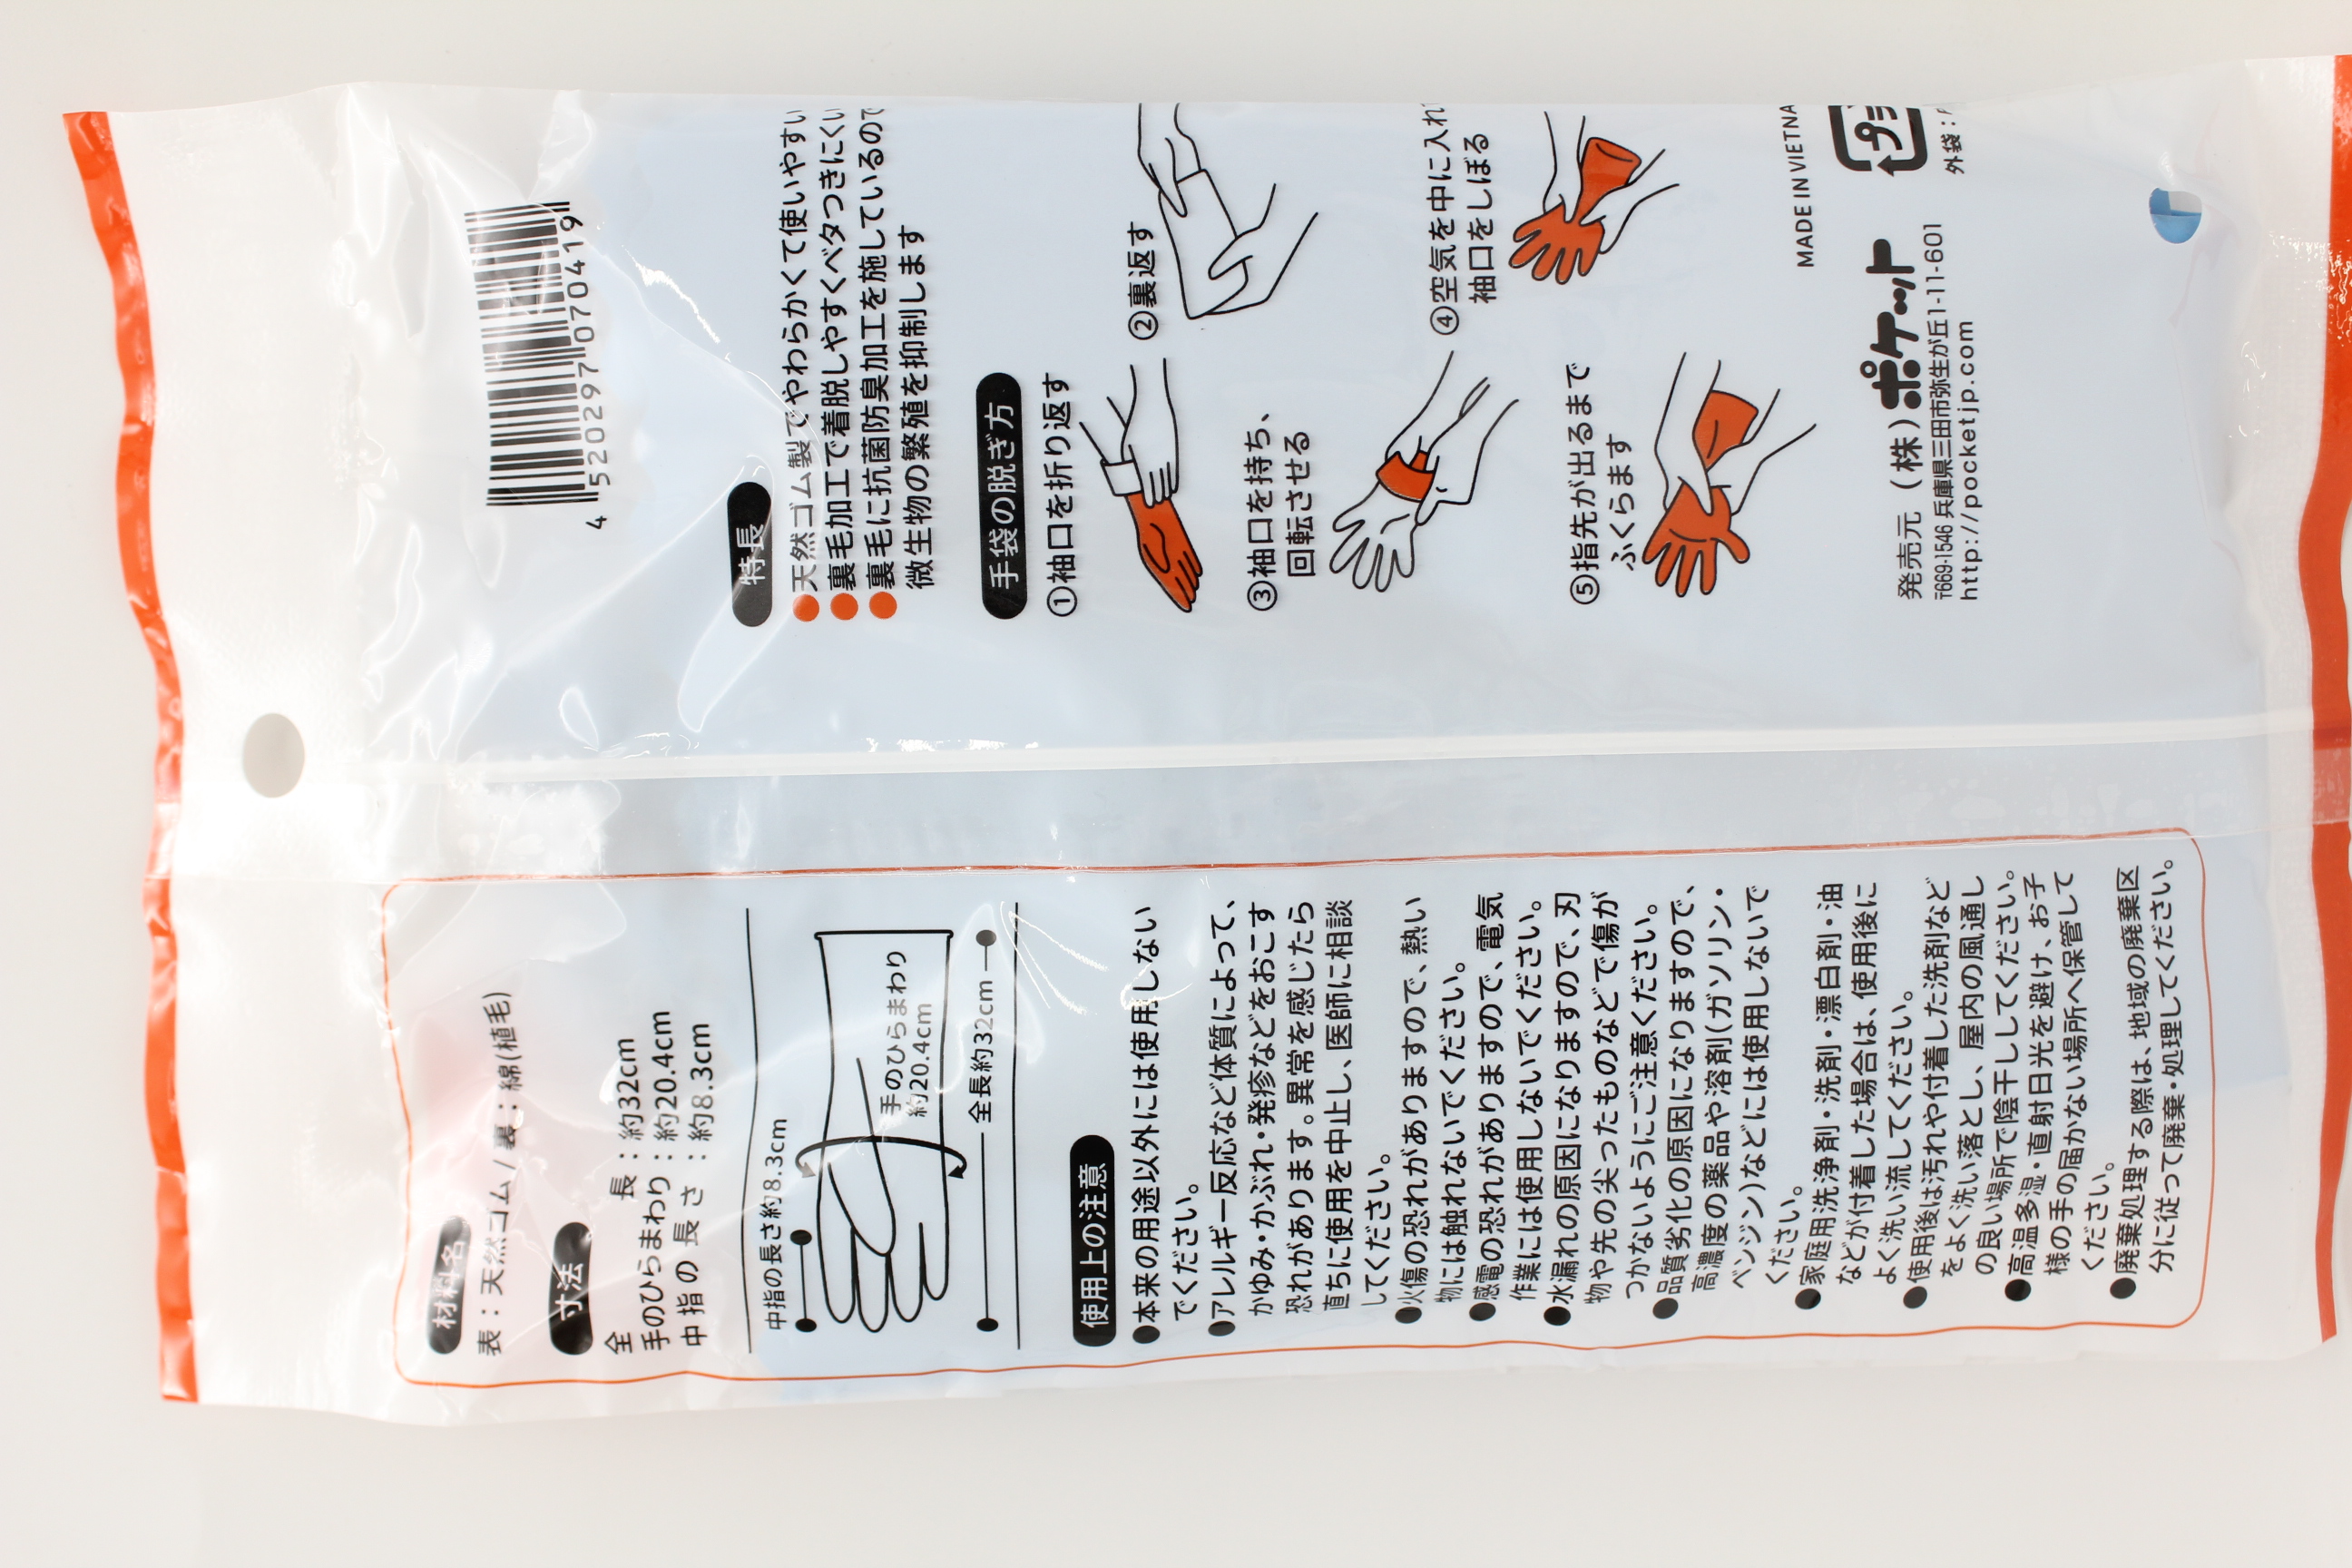 材料名
表：天然ゴム / 裏：綿(植毛)
寸法
全長：約32cm
手のひらまわり：約20.4cm
中指の長さ：約8.3cm
中指の長さ約8.3cm
手のひらまわり
約20.4cm
全長約32cm
使用上の注意
●本来の用途以外には使用しない
でください。
●アレルギー反応など体質によって、
かゆみ・かぶれ・発疹などをおこす
恐れがあります。異常を感じたら
直ちに使用を中止し、医師に相談
してください。
●火傷の恐れがありますので、熱い
物には触れないでください。
●感電の恐れがありますので、電気
作業には使用しないでください。
●水漏れの原因になりますので、刃
物や先の尖ったものなどで傷が
つかないようにご注意ください。
●品質劣化の原因になりますので、
高濃度の薬品や溶剤(ガソリン・
ベンジン)などには使用しないで
ください。
●家庭用洗浄剤・洗剤・漂白剤・油
などが付着した場合は、使用後に
よく洗い流してください。
●使用後は汚れや付着した洗剤など
をよく洗い落とし、屋内の風通し
の良い場所で陰干ししてください。
●高温多湿・直射日光を避け、お子
様の手の届かない場所へ保管して
ください。
●廃棄処理する際は、地域の廃棄区
分に従って廃棄・処理してください。
4 520297 070419
特長
●天然ゴム製でやわらかくて使いやすい
●裏毛加工で着脱しやすくベタつきにくい
●裏毛に抗菌防臭加工を施しているので
微生物の繁殖を抑制します
手袋の脱ぎ方
①袖口を折り返す
②裏返す
③袖口を持ち、
回転させる
④空気を中に入れ
袖口をしぼる
⑤指先が出るまで
ふくらます
MADE IN VIETNA
プ
外袋：
発売元 (株)ポケット
〒669-1546 兵庫県三田市弥生が丘1-11-601
http://pocketjp.com